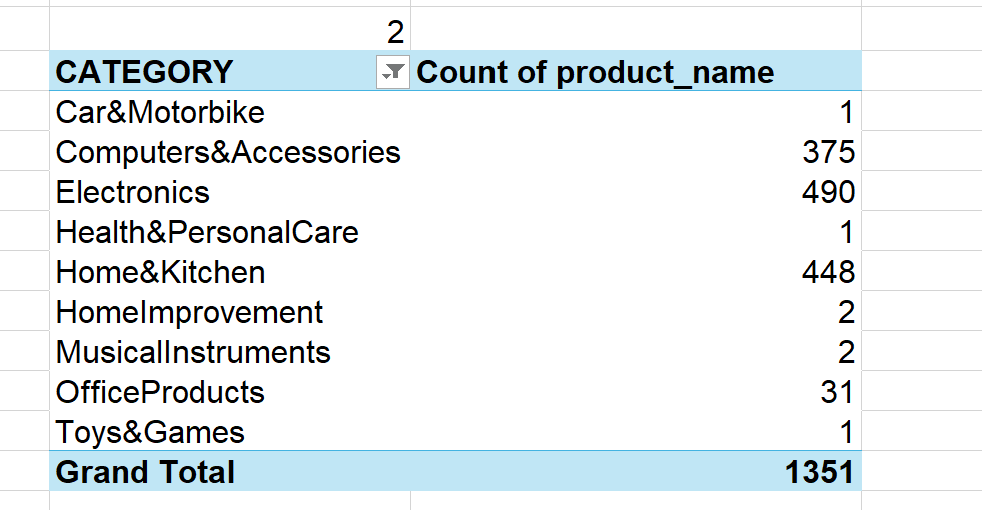 2
CATEGORY Count of product_name
Car&Motorbike 1
Computers&Accessories 375
Electronics 490
Health&PersonalCare 1
Home&Kitchen 448
HomeImprovement 2
MusicalInstruments 2
OfficeProducts 31
Toys&Games 1
Grand Total 1351